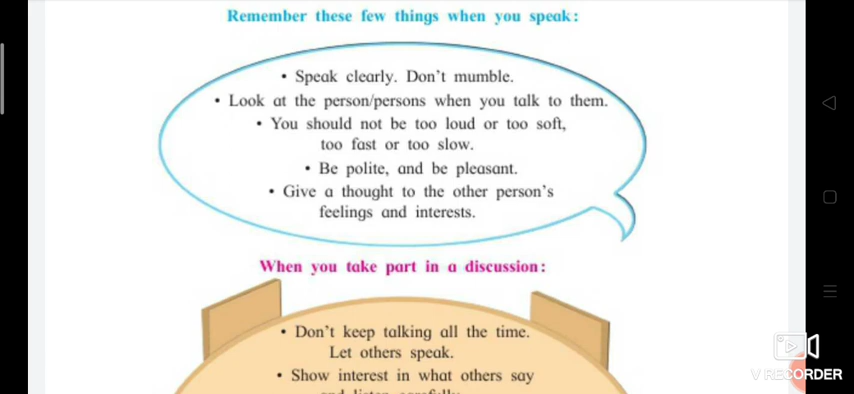 Remember these few things when you speak:
• Speak clearly. Don't mumble.
• Look at the person/persons when you talk to them.
• You should not be too loud or too soft,
too fast or too slow.
• Be polite, and be pleasant.
• Give a thought to the other person's
feelings and interests.
When you take part in a discussion:
• Don't keep talking all the time.
Let others speak.
• Show interest in what others say
and listen carefully.
V RECORDER